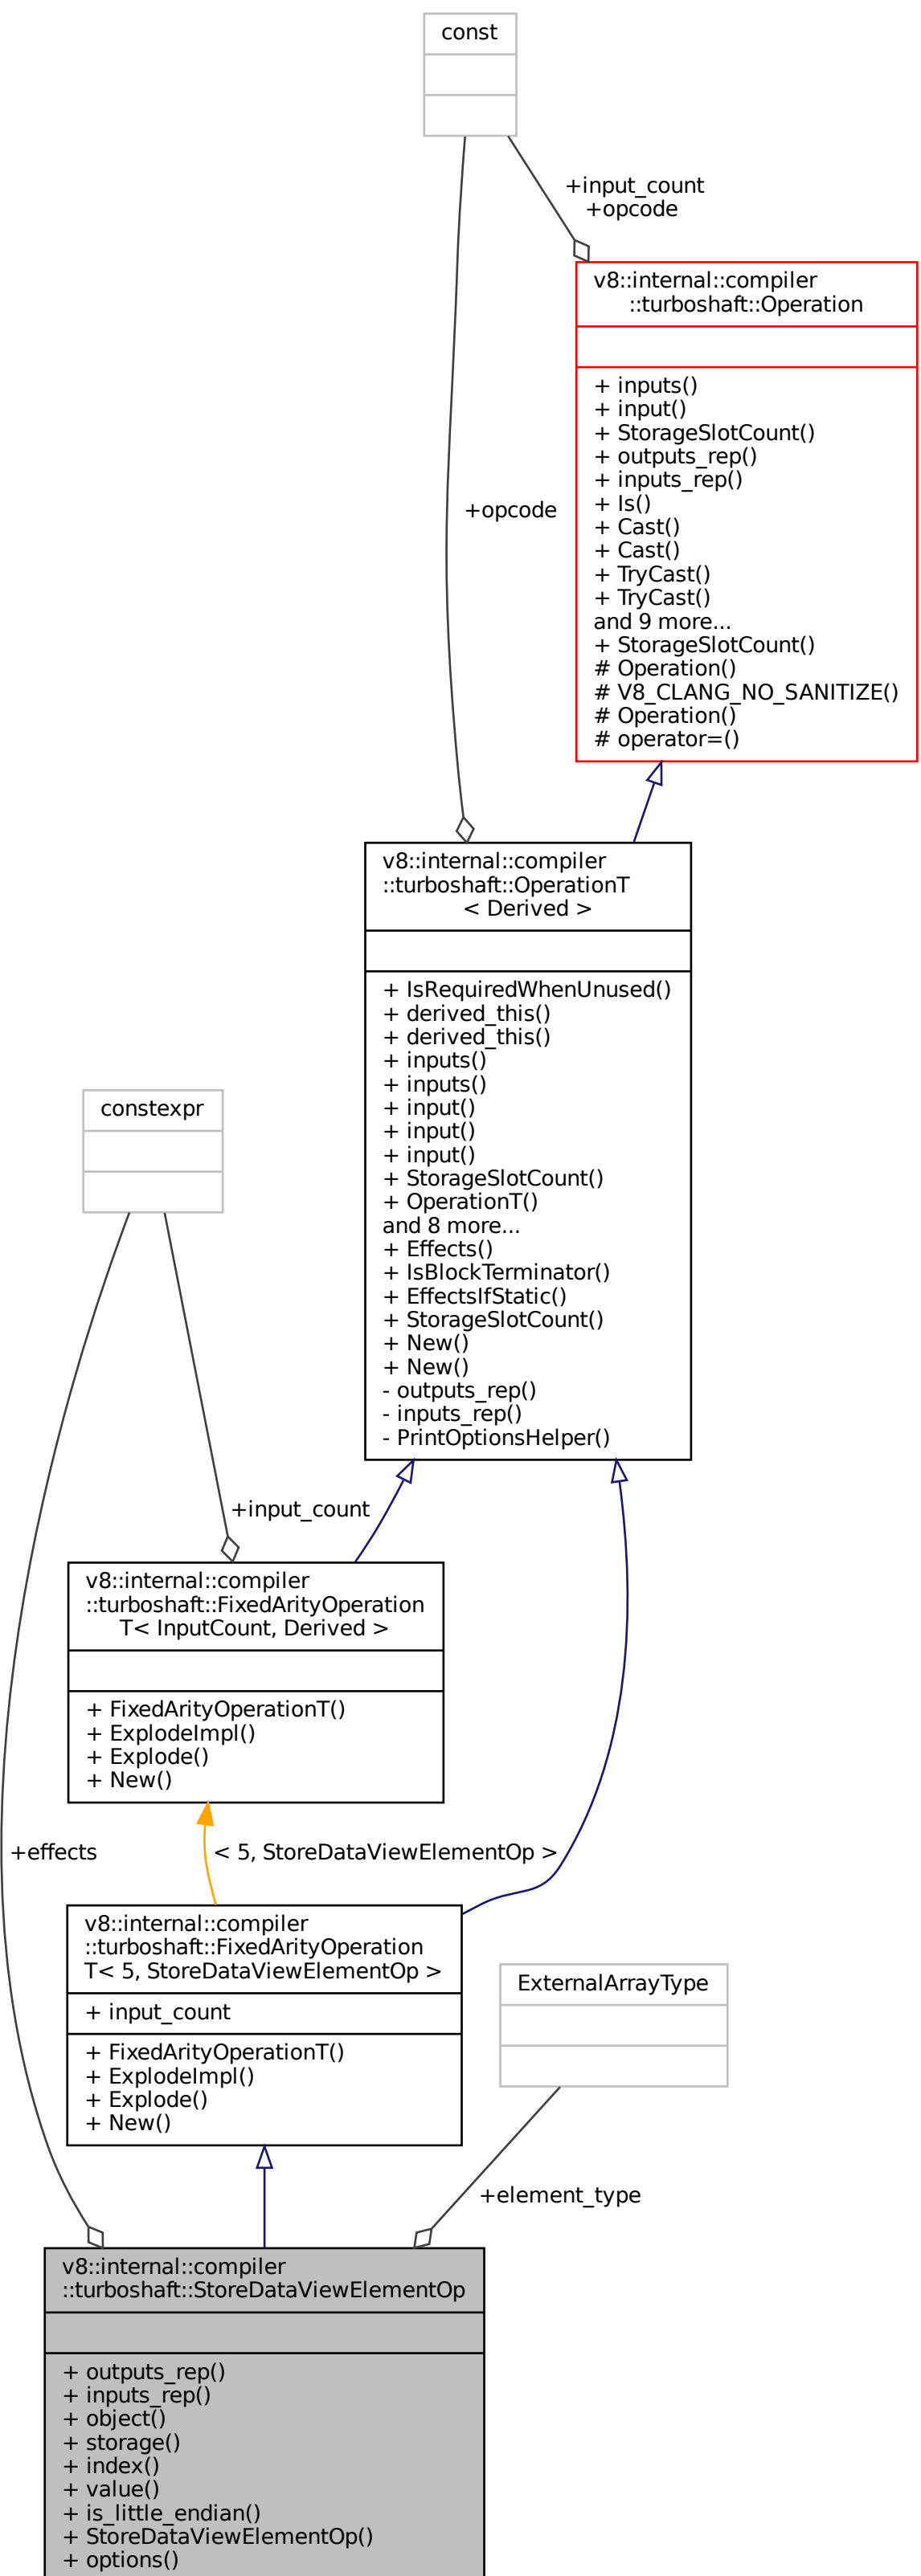 const
+input_count
+opcode
v8::internal::compiler
::turboshaft::Operation
+ inputs()
+ input()
+ StorageSlotCount()
+ outputs_rep()
+ inputs_rep()
+ Is()
+ Cast()
+ Cast()
+ TryCast()
+ TryCast()
and 9 more...
+ StorageSlotCount()
# Operation()
# V8_CLANG_NO_SANITIZE()
# Operation()
# operator=()
+opcode
v8::internal::compiler
::turboshaft::OperationT
< Derived >
+ IsRequiredWhenUnused()
+ derived_this()
+ derived_this()
+ inputs()
+ inputs()
+ input()
+ input()
+ input()
+ StorageSlotCount()
+ OperationT()
and 8 more...
+ Effects()
+ IsBlockTerminator()
+ EffectsIfStatic()
+ StorageSlotCount()
+ New()
+ New()
- outputs_rep()
- inputs_rep()
- PrintOptionsHelper()
constexpr
+input_count
v8::internal::compiler
::turboshaft::FixedArityOperation
T< InputCount, Derived >
+ FixedArityOperationT()
+ ExplodeImpl()
+ Explode()
+ New()
+effects
< 5, StoreDataViewElementOp >
v8::internal::compiler
::turboshaft::FixedArityOperation
T< 5, StoreDataViewElementOp >
+ input_count
+ FixedArityOperationT()
+ ExplodeImpl()
+ Explode()
+ New()
ExternalArrayType
+element_type
v8::internal::compiler
::turboshaft::StoreDataViewElementOp
+ outputs_rep()
+ inputs_rep()
+ object()
+ storage()
+ index()
+ value()
+ is_little_endian()
+ StoreDataViewElementOp()
+ options()